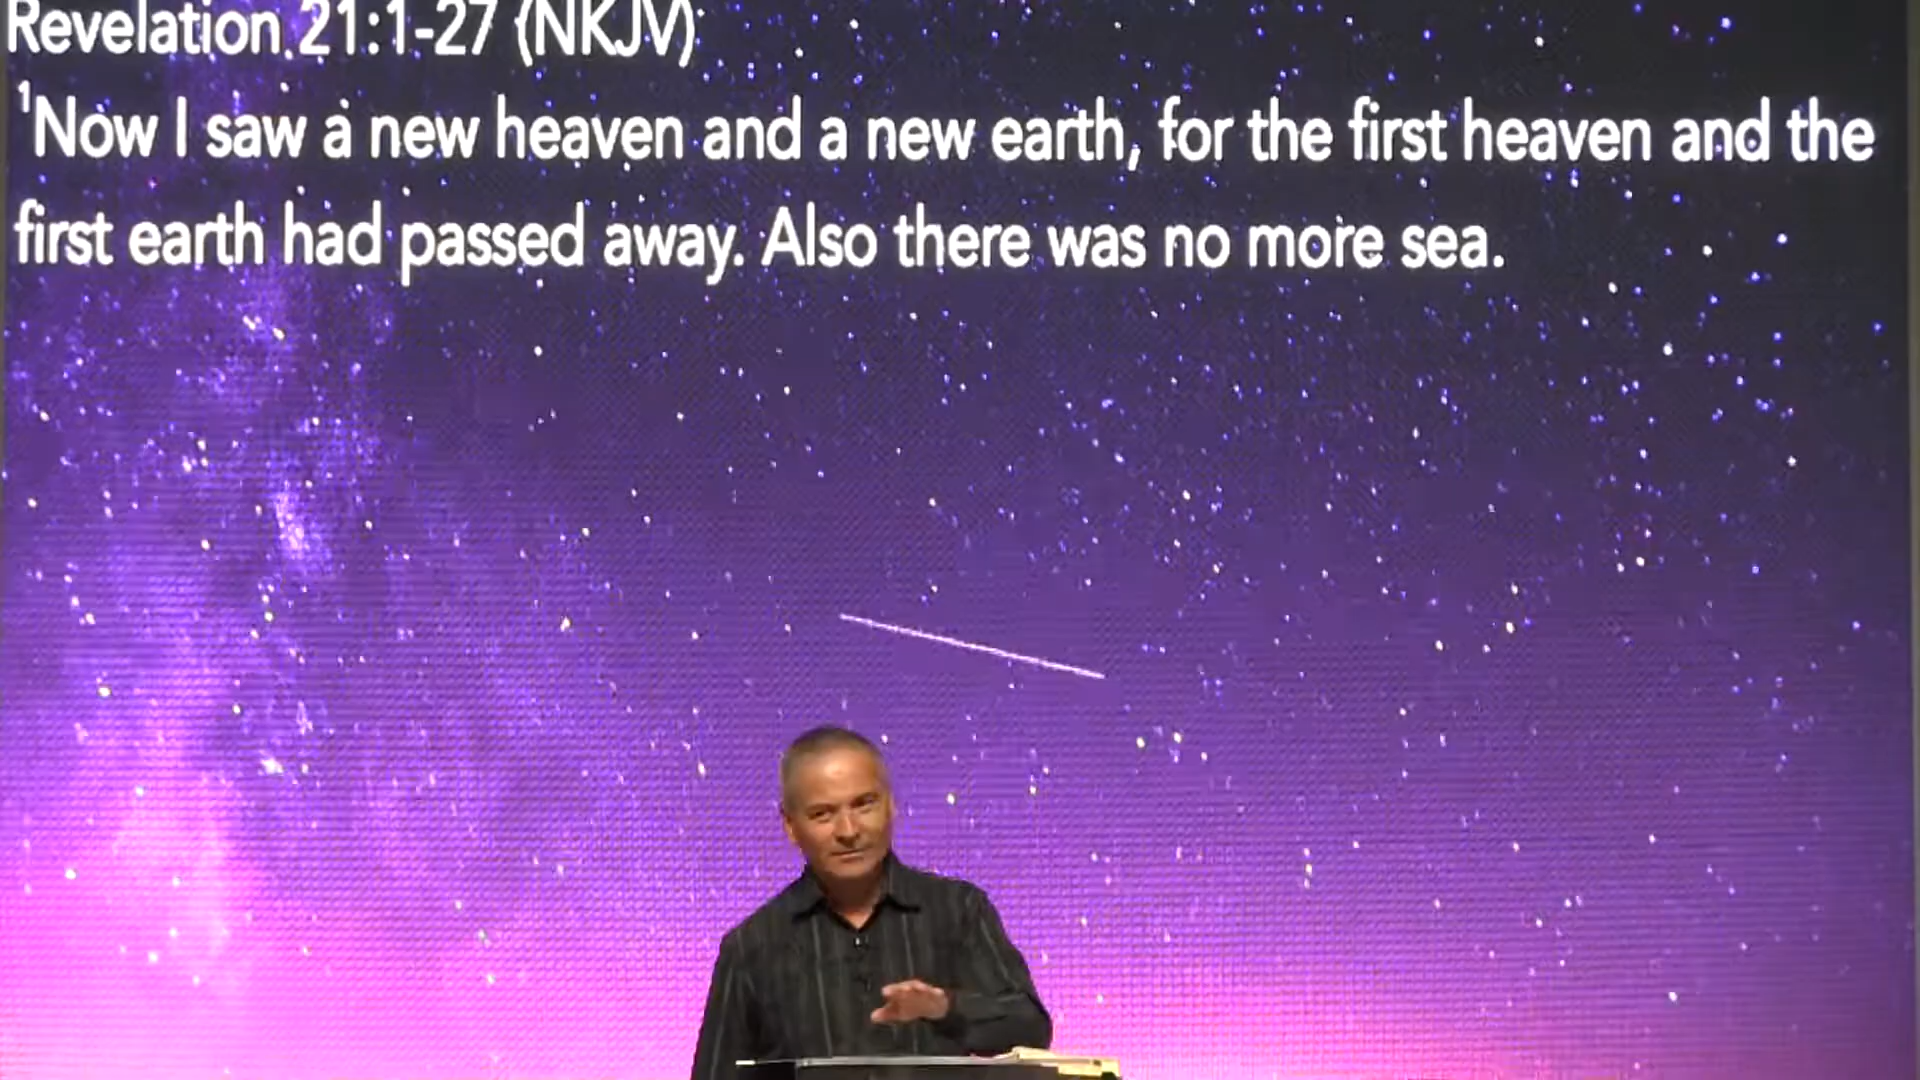 Revelation 21:1-27 (NKJV)
¹Now I saw a new heaven and a new earth, for the first heaven and the
first earth had passed away. Also there was no more sea.